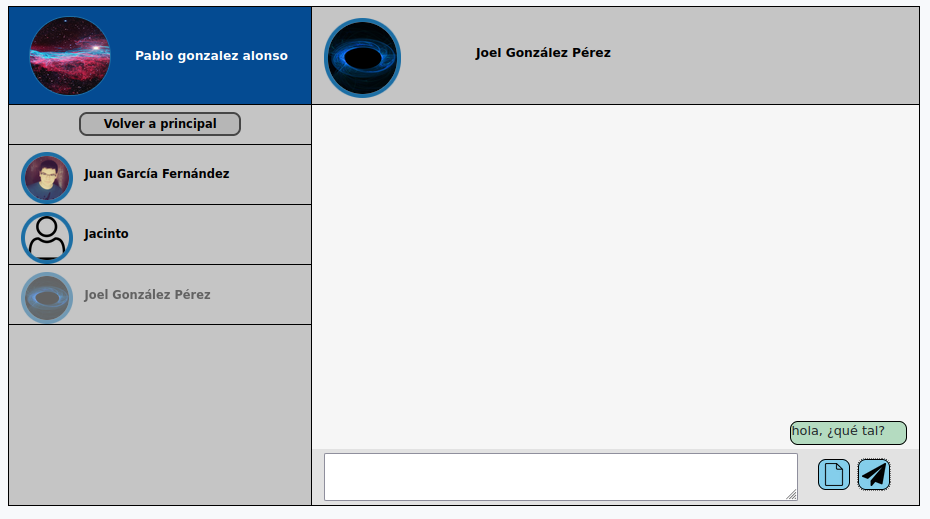 Pablo gonzalez alonso
Joel González Pérez
Volver a principal
Juan García Fernández
Jacinto
Joel González Pérez
hola, ¿qué tal?